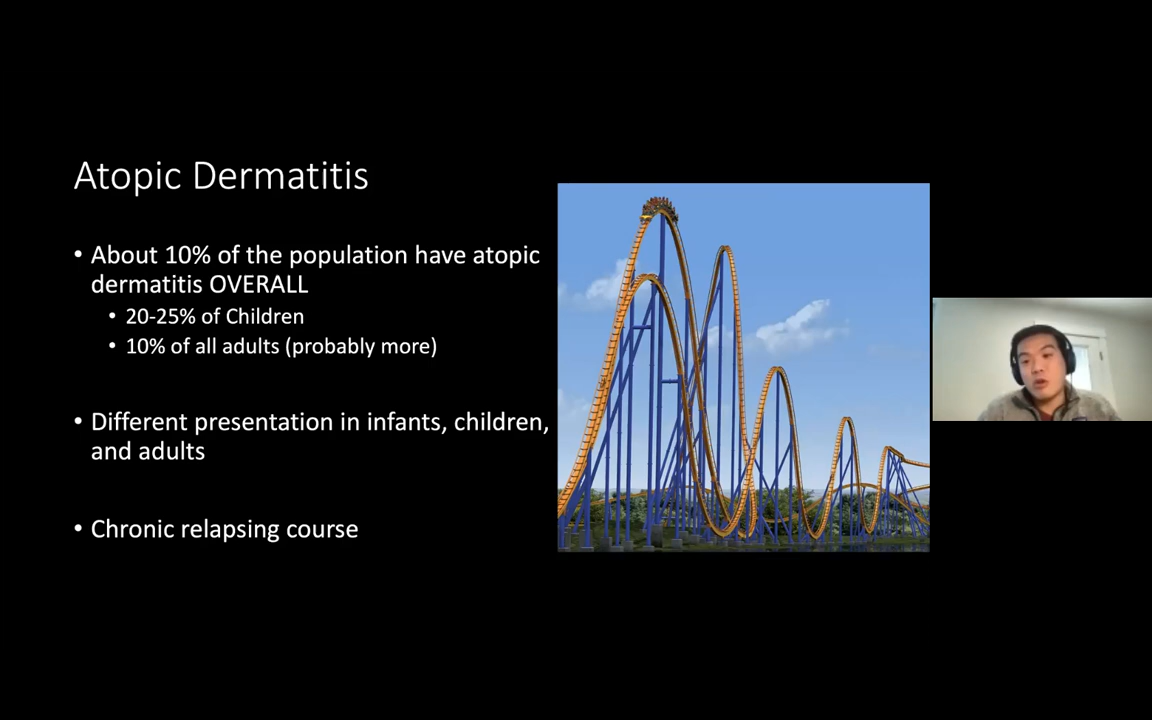 Atopic Dermatitis
• About 10% of the population have atopic
dermatitis OVERALL
• 20-25% of Children
• 10% of all adults (probably more)
• Different presentation in infants, children,
and adults
• Chronic relapsing course